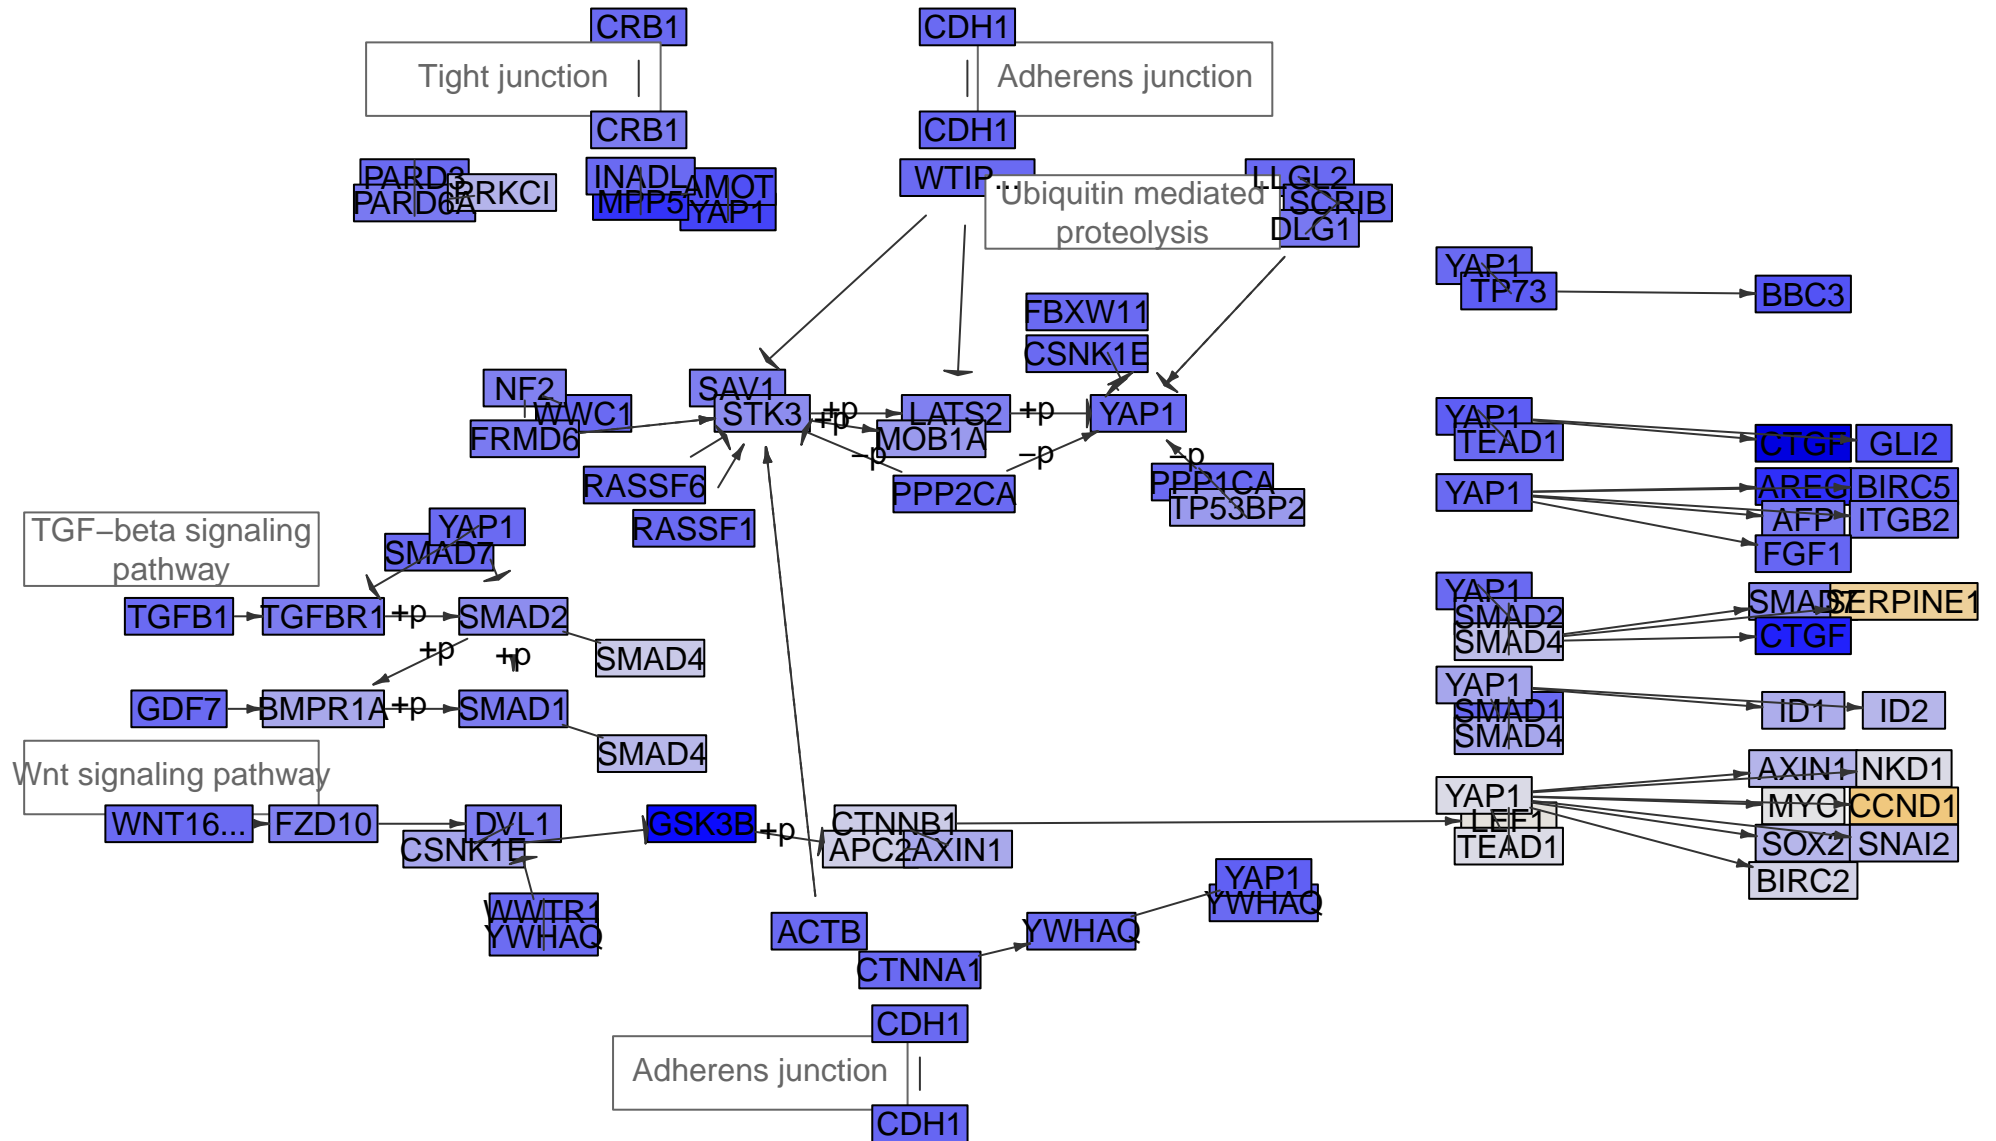 CRB1
CDH1
Tight junction
Adherens junction
CRB1
CDH1
PARD3
PARD6A
PRKCI
INADL
MPP5
AMOT
YAP1
WTIP...
Ubiquitin mediated
proteolysis
LLGL2
SCRIB
DLG1
YAP1
TP73
BBC3
FBXW11
CSNK1E
NF2
WWC1
FRMD6
SAV1
STK3
+p
+p
LATS2
MOB1A
+p
YAP1
YAP1
TEAD1
CTGF
GLI2
RASSF6
−p
PPP2CA
−p
−p
PPP1CA
TP53BP2
YAP1
AREG
BIRC5
AFP
ITGB2
FGF1
RASSF1
TGF−beta signaling
pathway
YAP1
SMAD7
TGFB1
TGFBR1
+p
SMAD2
+p
+p
SMAD4
YAP1
SMAD2
SMAD4
SMAD7
SERPINE1
CTGF
GDF7
BMPR1A
+p
SMAD1
SMAD4
YAP1
SMAD1
SMAD4
ID1
ID2
Wnt signaling pathway
WNT16...
FZD10
DVL1
CSNK1E
GSK3B
+p
CTNNB1
APC2
AXIN1
YAP1
LEF1
TEAD1
AXIN1
NKD1
MYC
CCND1
SOX2
SNAI2
BIRC2
WWTR1
YWHAQ
ACTB
CTNNA1
YWHAQ
YAP1
YWHAQ
CDH1
Adherens junction
CDH1